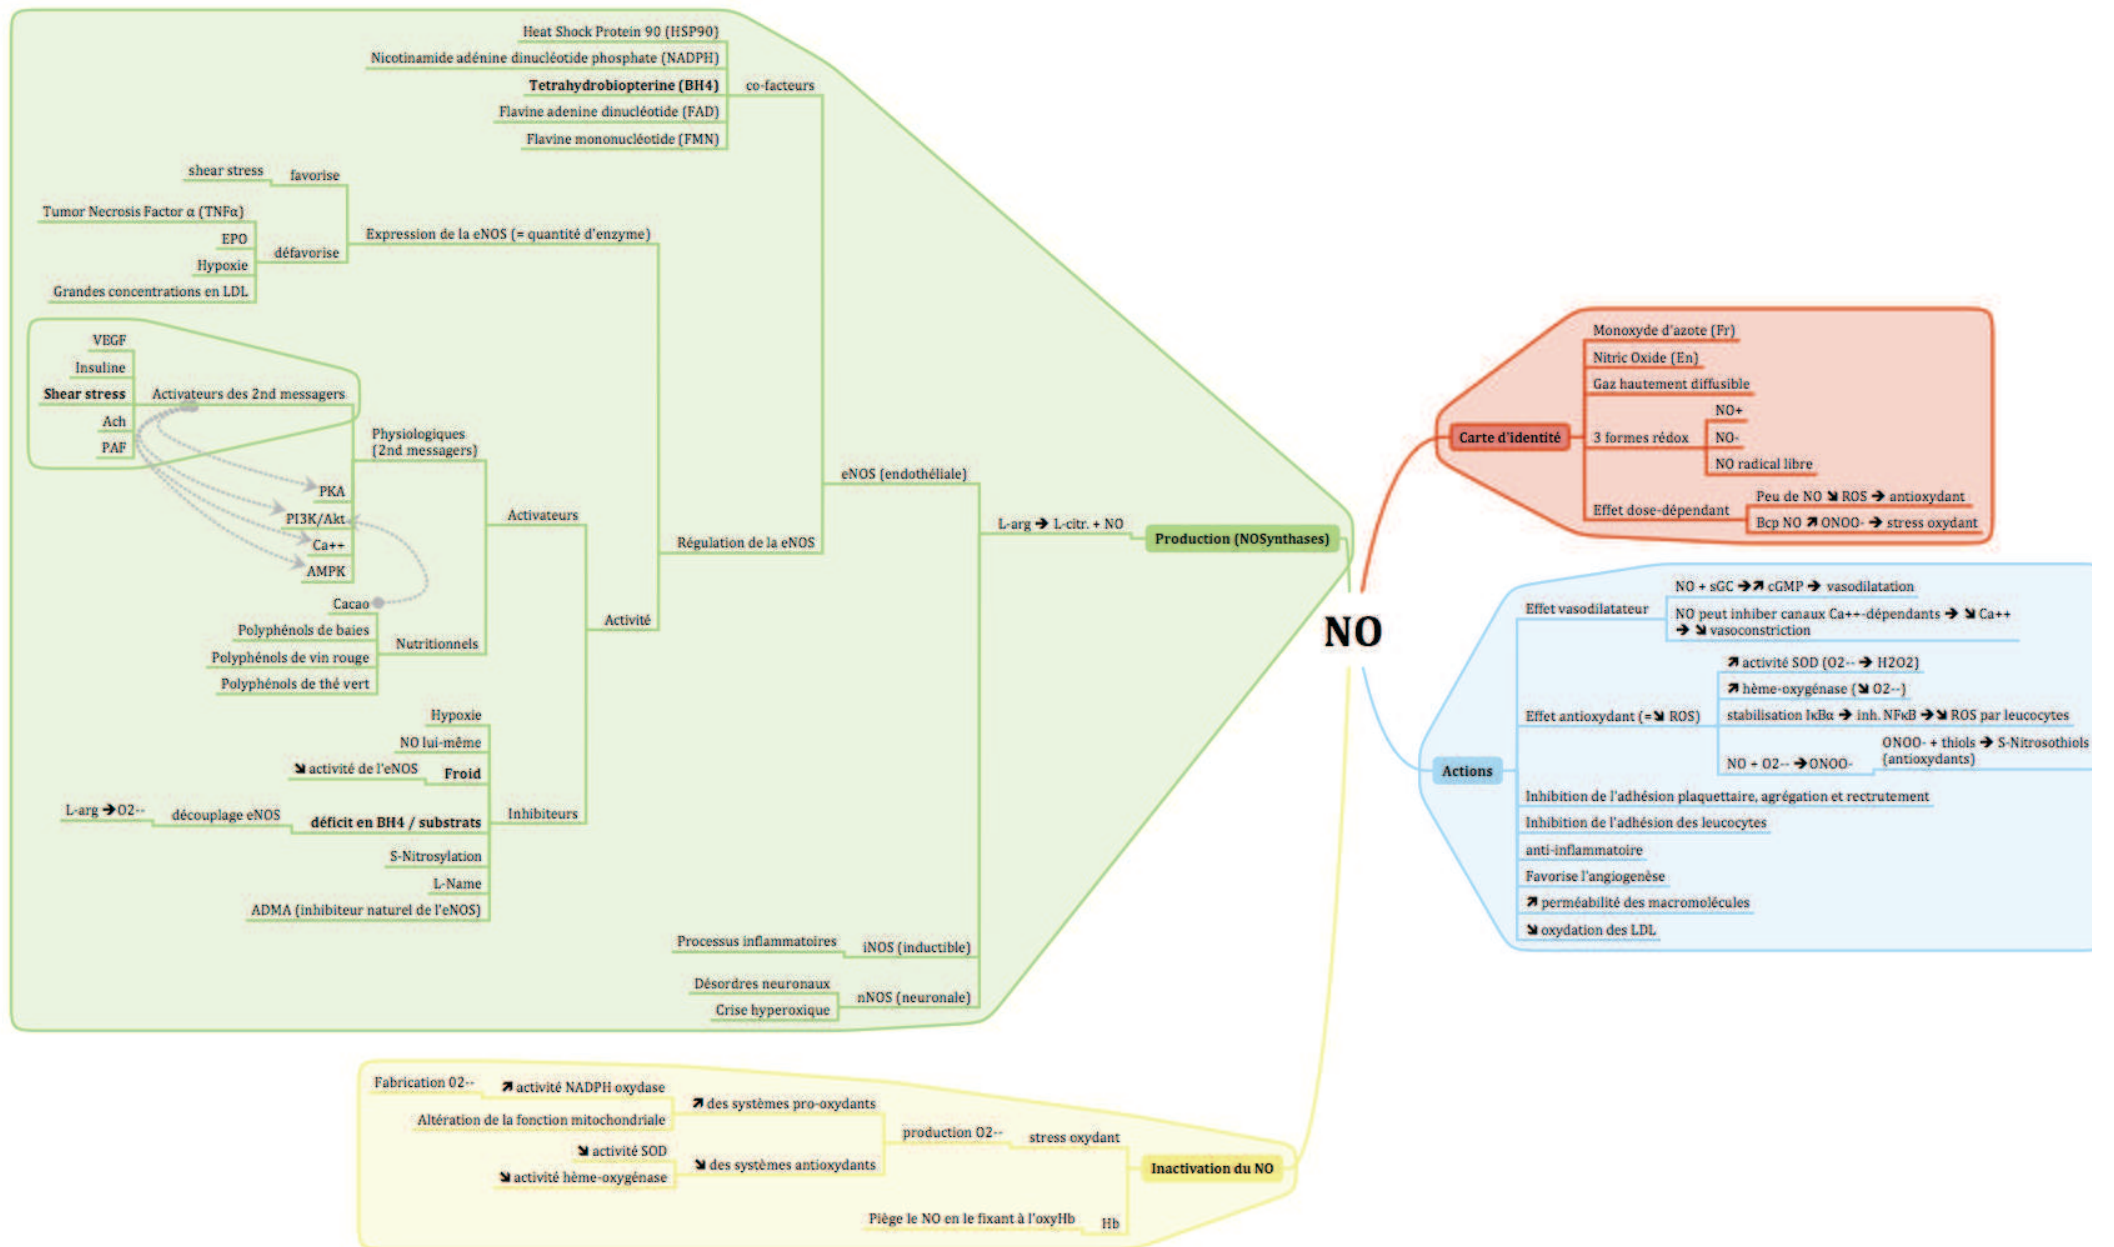 Heat Shock Protein 90 (HSP90)
Nicotinamide adénine dinucléotide phosphate (NADPH)
Tetrahydrobiopterine (BH4)
Flavine adenine dinucléotide (FAD)
Flavine mononucléotide (FMN)
co-facteurs
shear stress
favorise
Tumor Necrosis Factor α (TNFα)
EPO
Hypoxie
Grandes concentrations en LDL
défavorise
Expression de la eNOS (= quantité d'enzyme)
VEGF
Insuline
Shear stress
Ach
PAF
Activateurs des 2nd messagers
Physiologiques
(2nd messagers)
PKA
PI3K/Akt
Ca++
AMPK
Activateurs
Cacao
Polyphénols de baies
Polyphénols de vin rouge
Polyphénols de thé vert
Nutritionnels
Activité
Régulation de la eNOS
eNOS (endothéliale)
Hypoxie
NO lui-même
➘ activité de l'eNOS
Froid
L-arg ➔O2--
découplage eNOS
déficit en BH4 / substrats
S-Nitrosylation
L-Name
ADMA (inhibiteur naturel de l'eNOS)
Inhibiteurs
Processus inflammatoires
iNOS (inductible)
Désordres neuronaux
Crise hyperoxique
nNOS (neuronale)
L-arg ➔ L-citr. + NO
Production (NOSynthases)
NO
Carte d'identité
Monoxyde d'azote (Fr)
Nitric Oxide (En)
Gaz hautement diffusible
3 formes rédox
NO+
NO-
NO radical libre
Effet dose-dépendant
Peu de NO ➘ ROS ➔ antioxydant
Bcp NO ➚ ONOO- ➔ stress oxydant
Actions
Effet vasodilatateur
NO + sGC ➔➚ cGMP ➔ vasodilatation
NO peut inhiber canaux Ca++-dépendants ➔ ➘ Ca++
➔ ➘ vasoconstriction
Effet antioxydant (=➘ ROS)
➚ activité SOD (O2-- ➔ H2O2)
➚ hème-oxygénase (➘ O2--)
stabilisation IκBα ➔ inh. NFκB ➔➘ ROS par leucocytes
NO + O2-- ➔ONOO-
ONOO- + thiols ➔ S-Nitrosothiols
(antioxydants)
Inhibition de l'adhésion plaquettaire, agrégation et rectrutement
Inhibition de l'adhésion des leucocytes
anti-inflammatoire
Favorise l'angiogenèse
➚ perméabilité des macromolécules
➘ oxydation des LDL
Fabrication O2--
➚ activité NADPH oxydase
Altération de la fonction mitochondriale
➚ des systèmes pro-oxydants
➘ activité SOD
➘ activité hème-oxygénase
➘ des systèmes antioxydants
production O2--
stress oxydant
Inactivation du NO
Piège le NO en le fixant à l'oxyHb
Hb